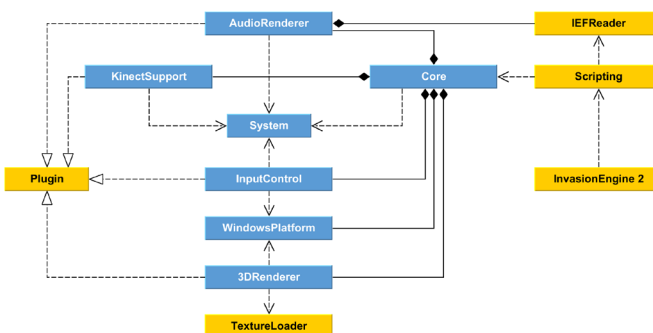 AudioRenderer
IEFReader
KinectSupport
Core
Scripting
System
Plugin
InputControl
InvasionEngine 2
WindowsPlatform
3DRenderer
TextureLoader